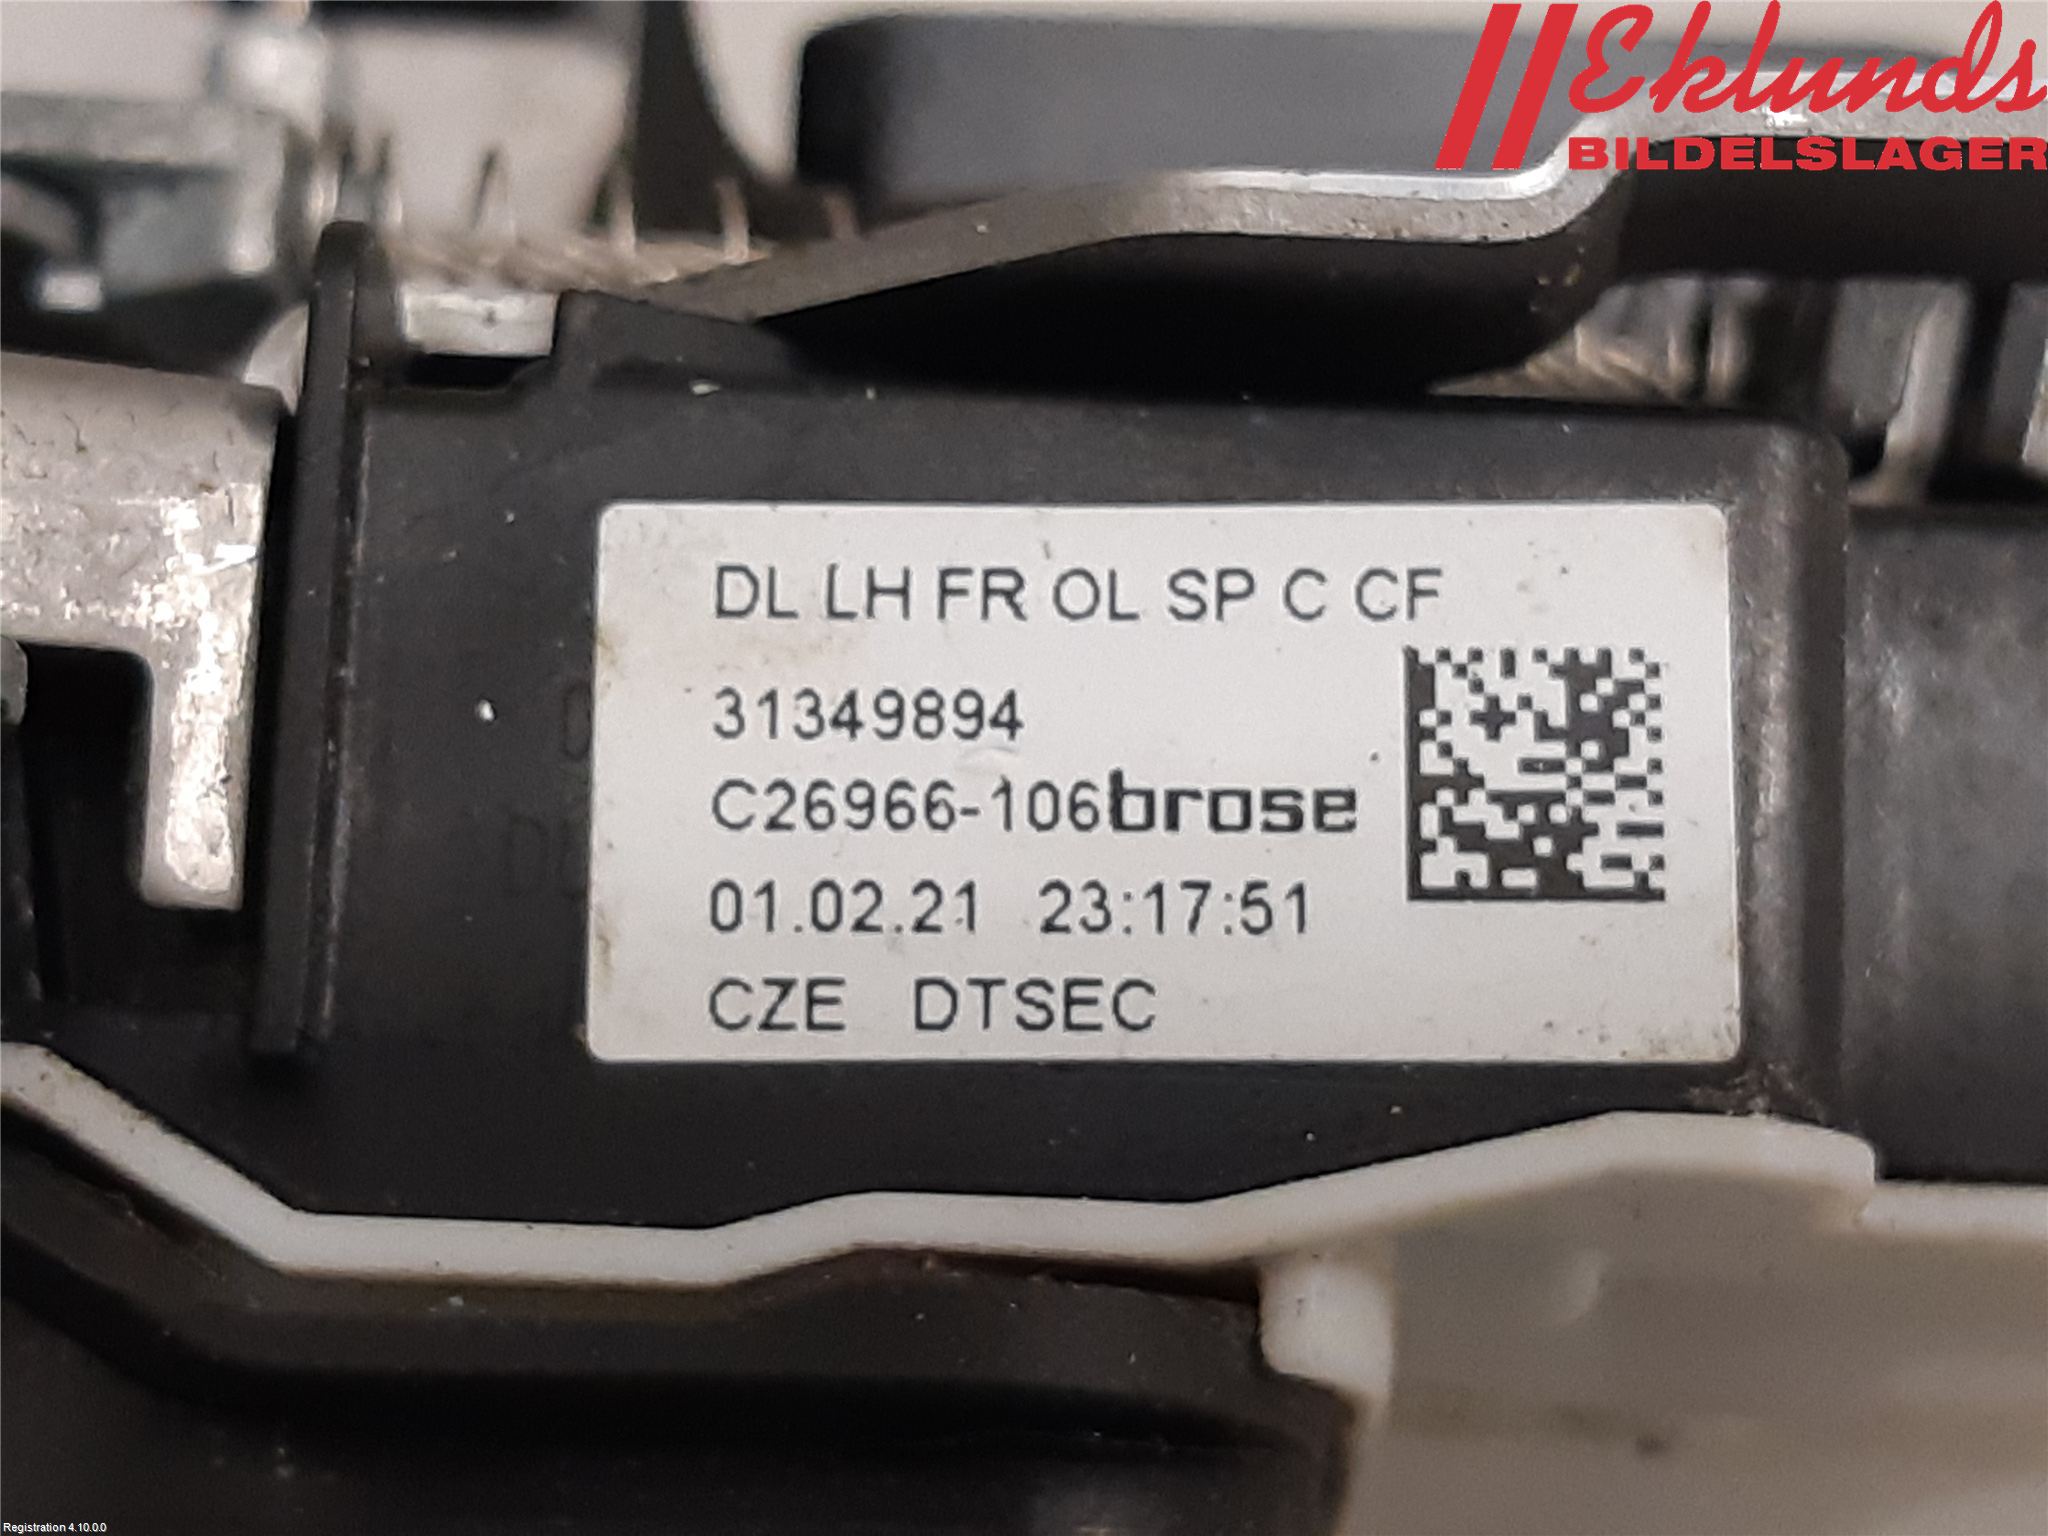 Eklunds
BILDELSLAGER
DL LH FR OL SP C CF
31349894
C26966-106brose
01.02.21 23:17:51
CZE DTSEC
Registration 4.10.0.0